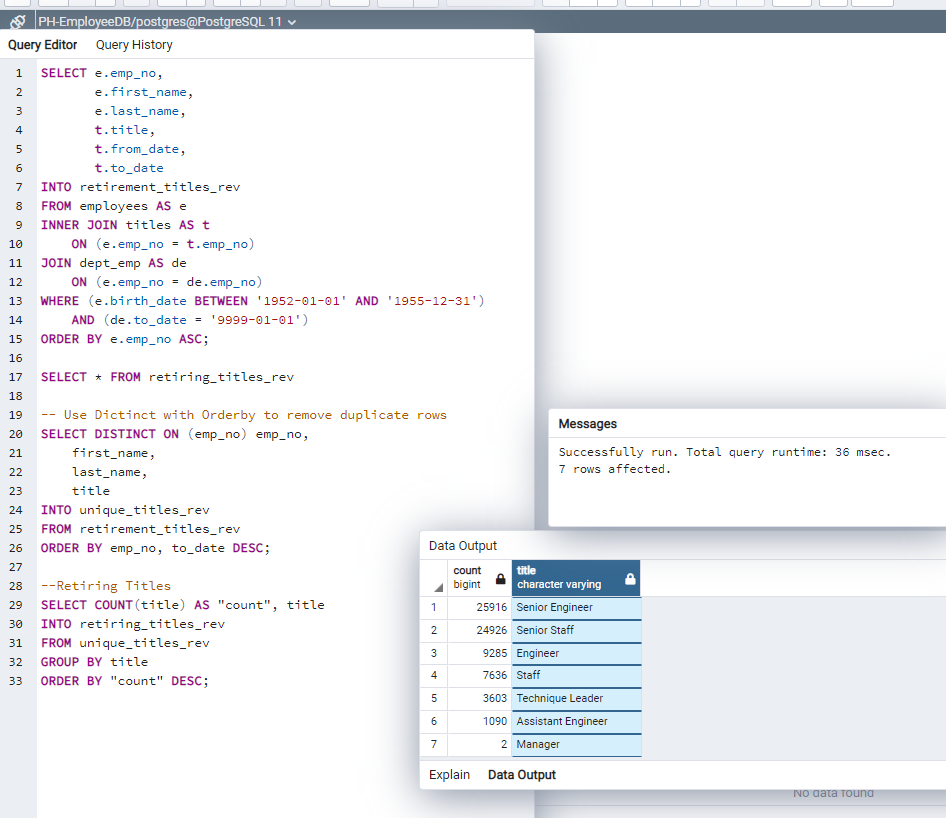 PH-EmployeeDB/postgres@PostgreSQL 11
Query Editor Query History
1 SELECT e.emp_no,
2 e.first_name,
3 e.last_name,
4 t.title,
5 t.from_date,
6 t.to_date
7 INTO retirement_titles_rev
8 FROM employees AS e
9 INNER JOIN titles AS t
10 ON (e.emp_no = t.emp_no)
11 JOIN dept_emp AS de
12 ON (e.emp_no = de.emp_no)
13 WHERE (e.birth_date BETWEEN '1952-01-01' AND '1955-12-31')
14 AND (de.to_date = '9999-01-01')
15 ORDER BY e.emp_no ASC;
16
17 SELECT * FROM retiring_titles_rev
18
19 -- Use Dictinct with Orderby to remove duplicate rows
20 SELECT DISTINCT ON (emp_no) emp_no,
21 first_name,
22 last_name,
23 title
24 INTO unique_titles_rev
25 FROM retirement_titles_rev
26 ORDER BY emp_no, to_date DESC;
27
28 --Retiring Titles
29 SELECT COUNT(title) AS "count", title
30 INTO retiring_titles_rev
31 FROM unique_titles_rev
32 GROUP BY title
33 ORDER BY "count" DESC;
Messages
Successfully run. Total query runtime: 36 msec.
7 rows affected.
Data Output
count title
bigint character varying
1 25916 Senior Engineer
2 24926 Senior Staff
3 9285 Engineer
4 7636 Staff
5 3603 Technique Leader
6 1090 Assistant Engineer
7 2 Manager
Explain Data Output
No data found